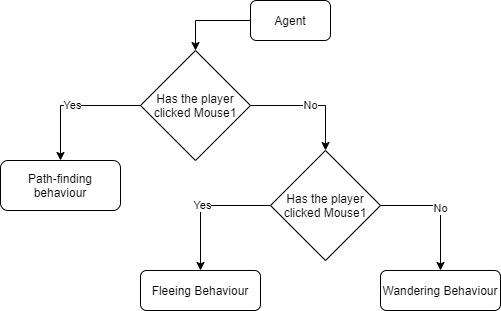 Agent
Has the player
clicked Mouse1
Yes
No
Path-finding
behaviour
Has the player
clicked Mouse1
Yes
No
Fleeing Behaviour
Wandering Behaviour